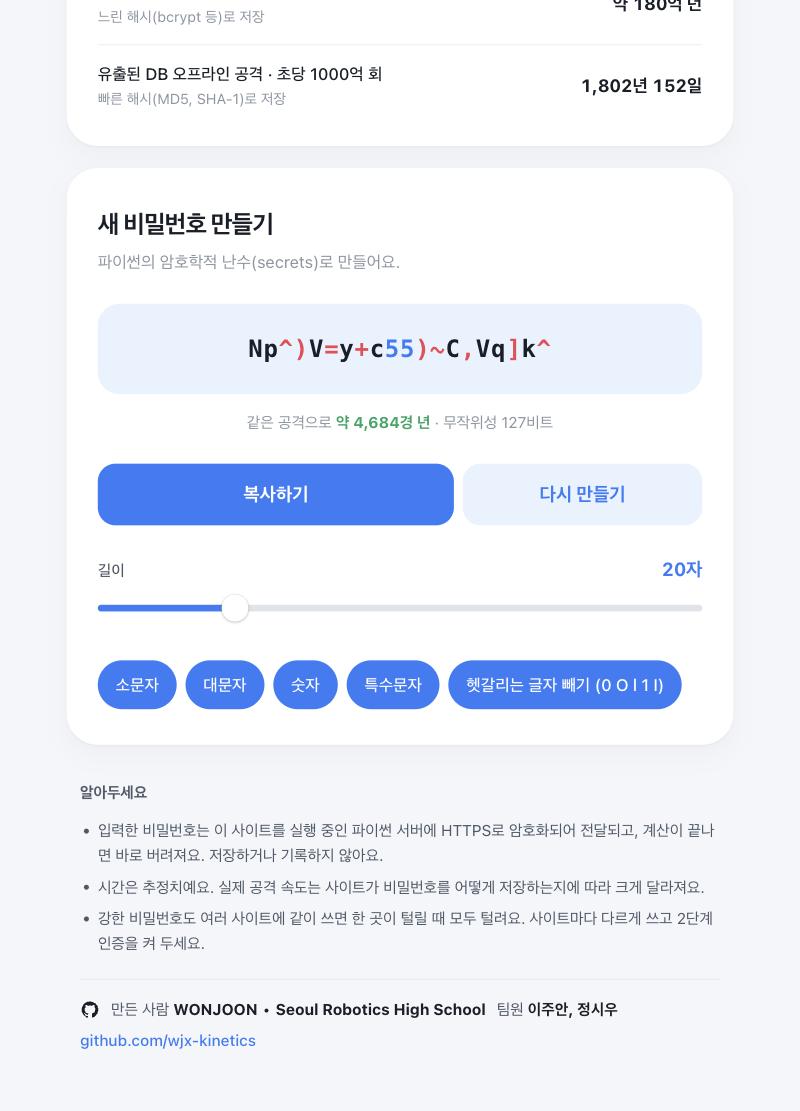 느린 해시(bcrypt 등)로 저장
약 180억 년
유출된 DB 오프라인 공격 · 초당 1000억 회
1,802년 152일
빠른 해시(MD5, SHA-1)로 저장
새 비밀번호 만들기
파이썬의 암호학적 난수(secrets)로 만들어요.
Np^)V=y+c55)~C,Vq]k^
같은 공격으로 약 4,684경 년 · 무작위성 127비트
복사하기
다시 만들기
길이
20자
소문자
대문자
숫자
특수문자
헷갈리는 글자 빼기 (0 O l 1 I)
알아두세요
• 입력한 비밀번호는 이 사이트를 실행 중인 파이썬 서버에 HTTPS로 암호화되어 전달되고, 계산이 끝나
면 바로 버려져요. 저장하거나 기록하지 않아요.
• 시간은 추정치예요. 실제 공격 속도는 사이트가 비밀번호를 어떻게 저장하는지에 따라 크게 달라져요.
• 강한 비밀번호도 여러 사이트에 같이 쓰면 한 곳이 털릴 때 모두 털려요. 사이트마다 다르게 쓰고 2단계
인증을 켜 두세요.
만든 사람 WONJOON • Seoul Robotics High School 팀원 이주안, 정시우
github.com/wjx-kinetics